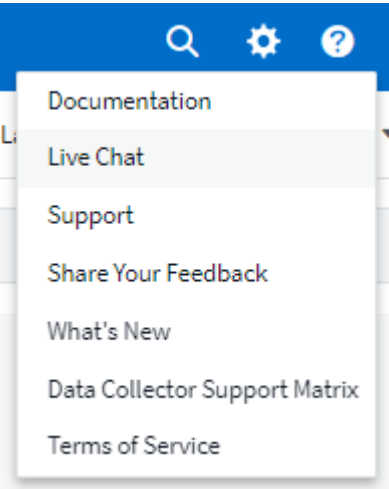 Documentation
Live Chat
Support
Share Your Feedback
What's New
Data Collector Support Matrix
Terms of Service